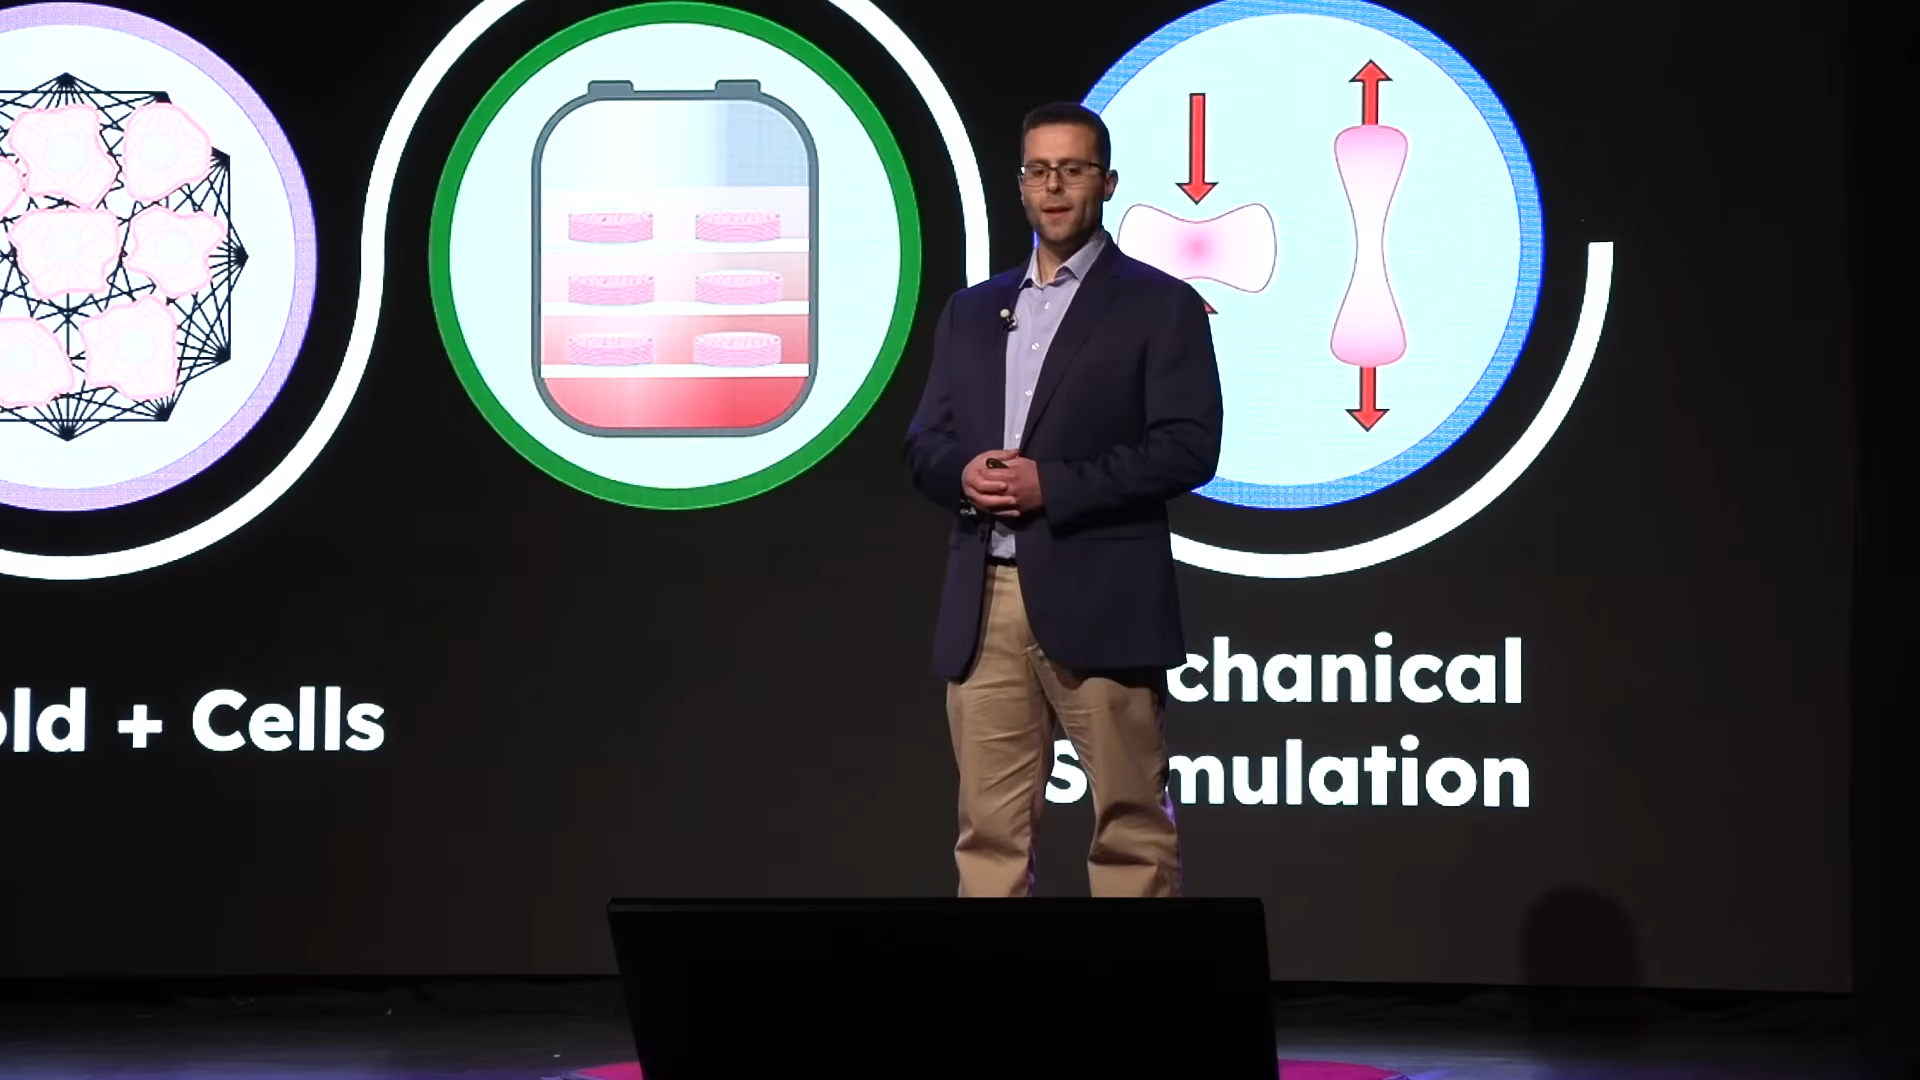 old + Cells
chanical
S mulation